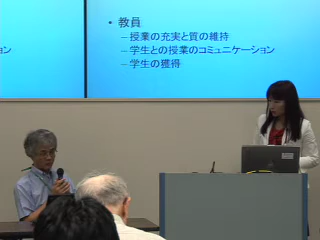 ョン
• 教員
–授業の充実と質の維持
–学生との授業のコミュニケーション
–学生の獲得